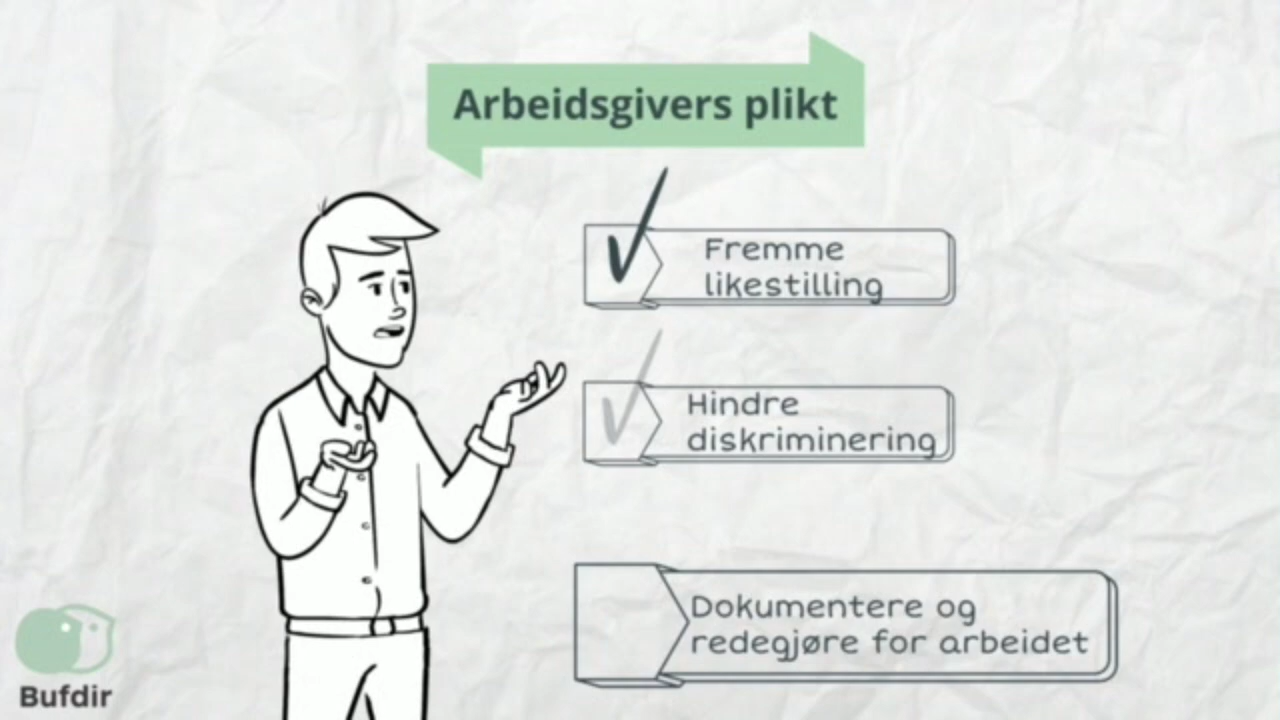 Arbeidsgivers plikt
Fremme
likestilling
Hindre
diskriminering
Dokumentere og
redegjøre for arbeidet
Bufdir